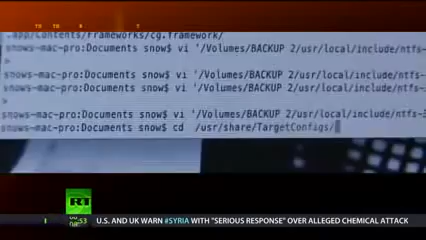 .app/Contents/Frameworks/cg.framework/
snows-mac-pro:Documents snow$ vi '/Volumes/BACKUP 2/usr/local/include/ntfs-
>
snows-mac-pro:Documents snow$ vi '/Volumes/BACKUP 2/usr/local/include/ntfs-
>
snows-mac-pro:Documents snow$ vi '/Volumes/BACKUP 2/usr/local/include/ntfs-3
snows-mac-pro:Documents snow$ cd /usr/share/TargetConfigs/
RT
U.S. AND UK WARN #SYRIA WITH "SERIOUS RESPONSE" OVER ALLEGED CHEMICAL ATTACK